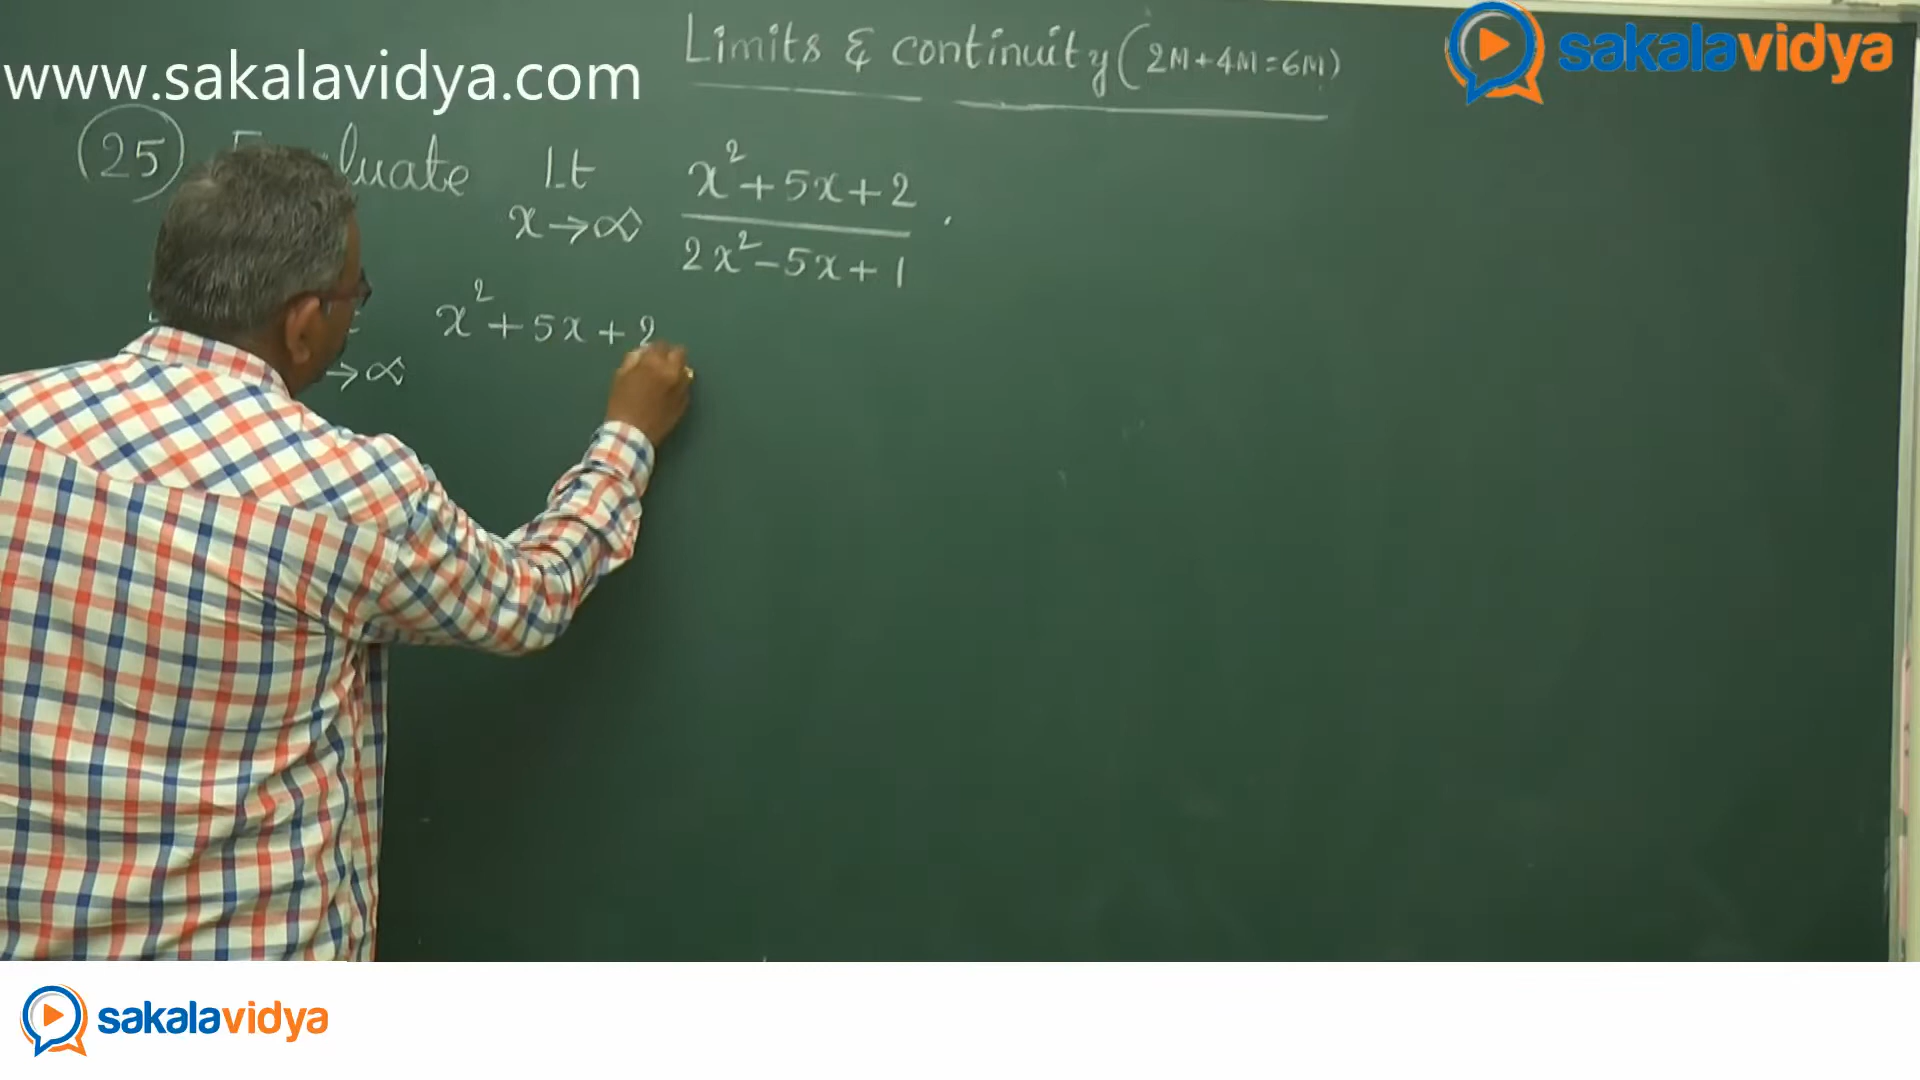 Limits & continuity (2M+4M=6M)
sakalavidya
www.sakalavidya.com
(25) Lt x²+5x+2
x→∞ 2x²-5x+1 .
x²+5x+2
→∞
sakalavidya